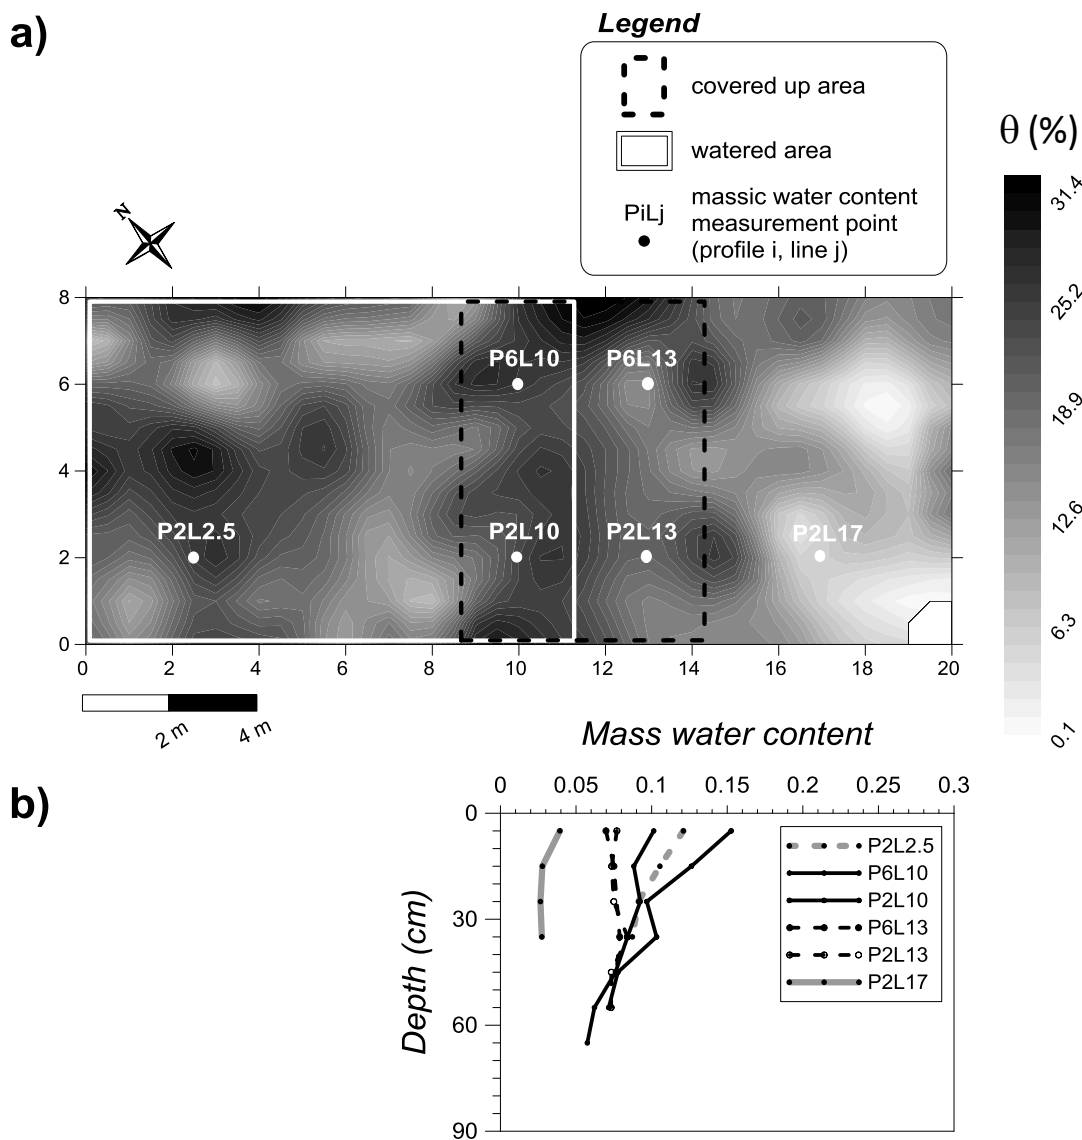 a)
Legend
covered up area
watered area
PiLj
massic water content
measurement point
(profile i, line j)
θ (%)
31.4
25.2
18.9
12.6
6.3
0.1
N
8
6
4
2
0
P6L10
P6L13
P2L2.5
P2L10
P2L13
P2L17
0 2 4 6 8 10 12 14 16 18 20
2 m
4 m
Mass water content
b)
0 0.05 0.1 0.15 0.2 0.25 0.3
0
30
60
90
Depth (cm)
P2L2.5
P6L10
P2L10
P6L13
P2L13
P2L17